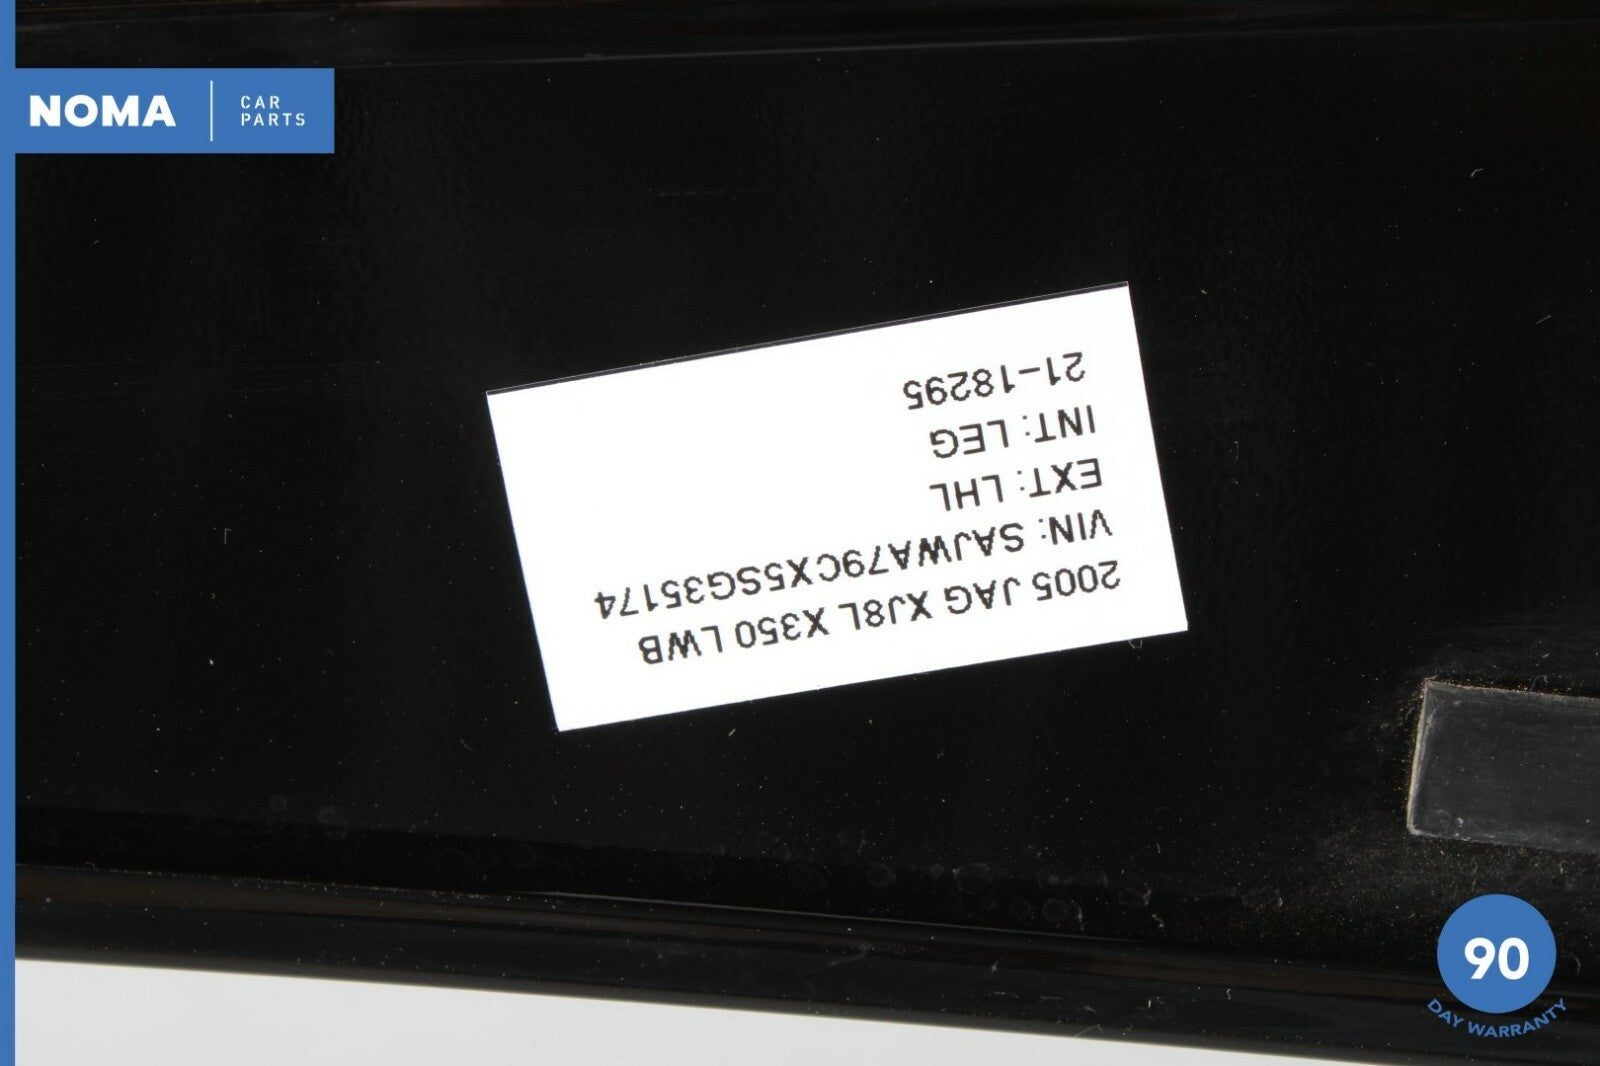 NOMA
CAR
PARTS
2005 JAG XJ8L X350 LWB
VIN: SAJWA79CX5SG35174
EXT: LHL
INT: LEG
21-18295
90
DAY WARRANTY